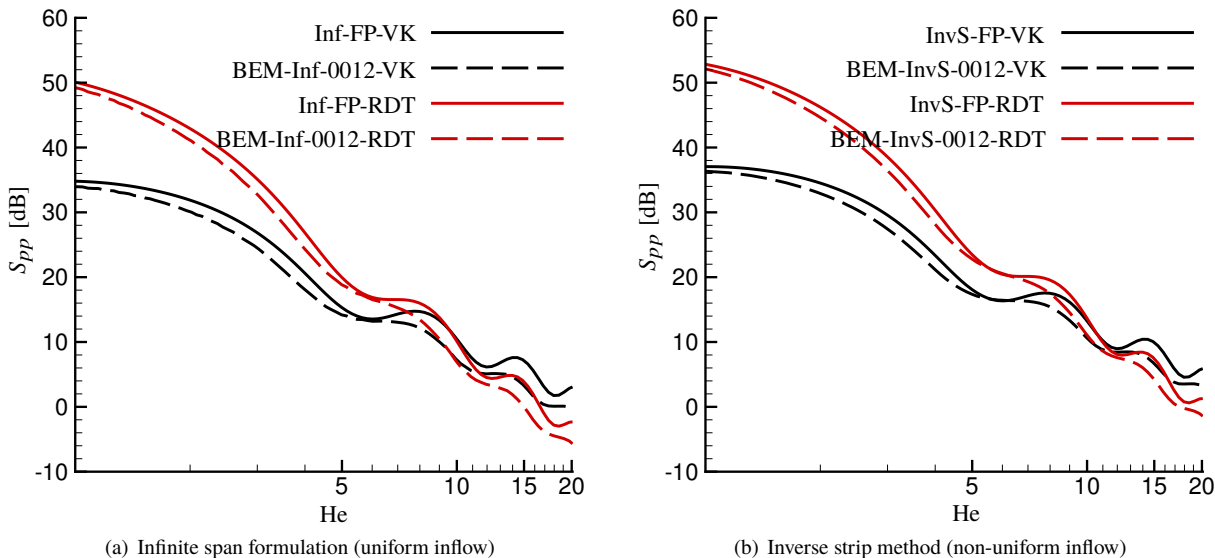 60
50
40
30
20
10
0
-10
S_pp [dB]
Inf-FP-VK
BEM-Inf-0012-VK
Inf-FP-RDT
BEM-Inf-0012-RDT
5 10 15 20
He
(a) Infinite span formulation (uniform inflow)
60
50
40
30
20
10
0
-10
S_pp [dB]
InvS-FP-VK
BEM-InvS-0012-VK
InvS-FP-RDT
BEM-InvS-0012-RDT
5 10 15 20
He
(b) Inverse strip method (non-uniform inflow)